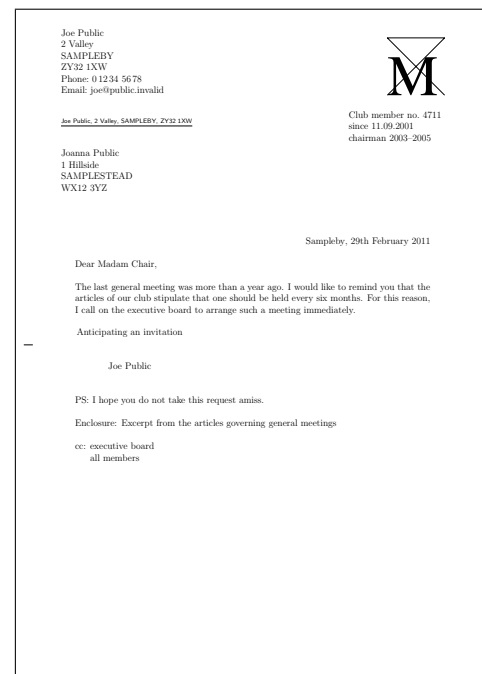 Joe Public
2 Valley
SAMPLEBY
ZY32 1XW
Phone: 0 12 34 56 78
Email: joe@public.invalid
M
Club member no. 4711
since 11.09.2001
chairman 2003–2005
Joe Public, 2 Valley, SAMPLEBY, ZY32 1XW
Joanna Public
1 Hillside
SAMPLESTEAD
WX12 3YZ
Sampleby, 29th February 2011
Dear Madam Chair,
The last general meeting was more than a year ago. I would like to remind you that the
articles of our club stipulate that one should be held every six months. For this reason,
I call on the executive board to arrange such a meeting immediately.
Anticipating an invitation
Joe Public
PS: I hope you do not take this request amiss.
Enclosure: Excerpt from the articles governing general meetings
cc: executive board
all members